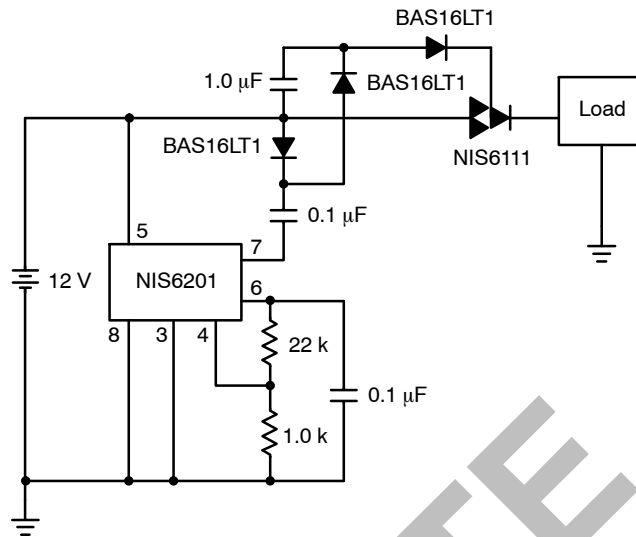 BAS16LT1
1.0 μF
BAS16LT1
Load
BAS16LT1
NIS6111
0.1 μF
5
7
12 V
NIS6201
6
8
3
4
22 k
0.1 μF
1.0 k